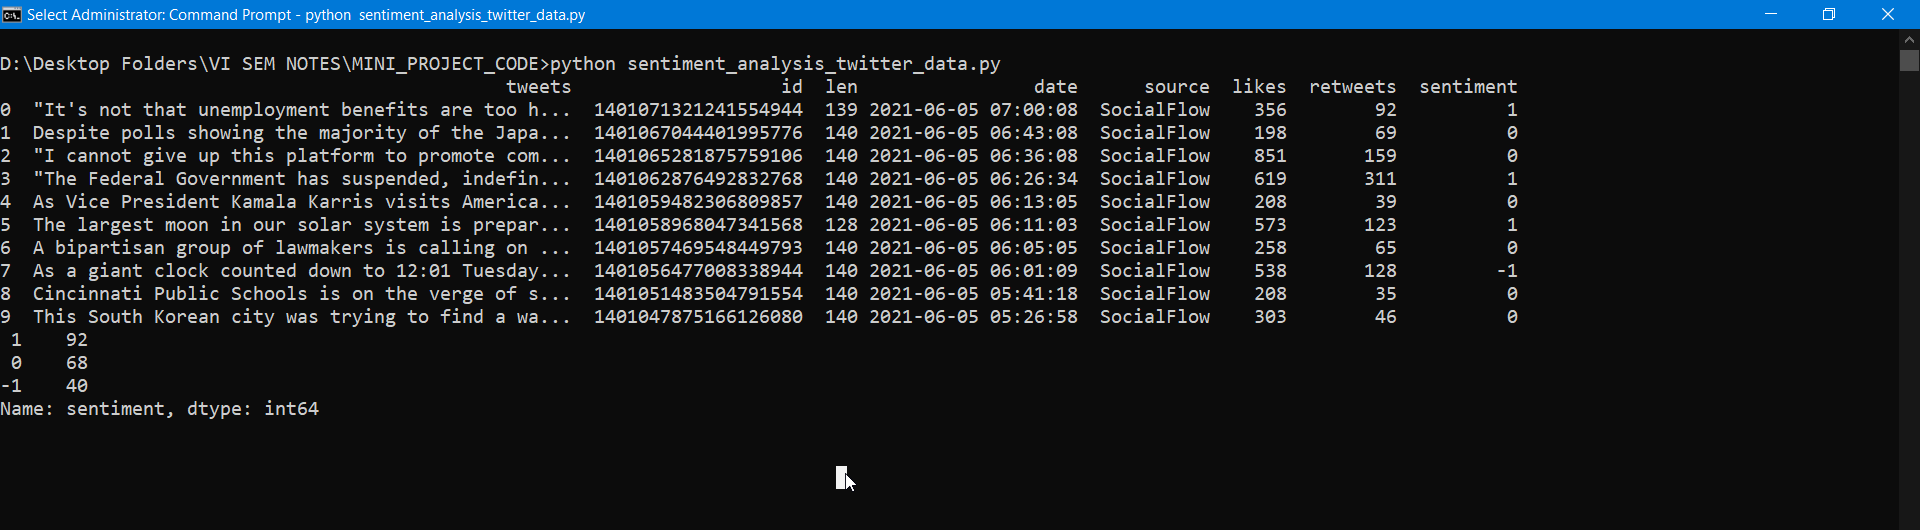 Select Administrator: Command Prompt - python  sentiment_analysis_twitter_data.py
D:\Desktop Folders\VI SEM NOTES\MINI_PROJECT_CODE>python sentiment_analysis_twitter_data.py
tweets id len date source likes retweets sentiment
0 "It's not that unemployment benefits are too h... 1401071321241554944 139 2021-06-05 07:00:08 SocialFlow 356 92 1
1 Despite polls showing the majority of the Japa... 1401067044401995776 140 2021-06-05 06:43:08 SocialFlow 198 69 0
2 "I cannot give up this platform to promote com... 1401065281875759106 140 2021-06-05 06:36:08 SocialFlow 851 159 0
3 "The Federal Government has suspended, indefin... 1401062876492832768 140 2021-06-05 06:26:34 SocialFlow 619 311 1
4 As Vice President Kamala Karris visits America... 1401059482306809857 140 2021-06-05 06:13:05 SocialFlow 208 39 0
5 The largest moon in our solar system is prepar... 1401058968047341568 128 2021-06-05 06:11:03 SocialFlow 573 123 1
6 A bipartisan group of lawmakers is calling on ... 1401057469548449793 140 2021-06-05 06:05:05 SocialFlow 258 65 0
7 As a giant clock counted down to 12:01 Tuesday... 1401056477008338944 140 2021-06-05 06:01:09 SocialFlow 538 128 -1
8 Cincinnati Public Schools is on the verge of s... 1401051483504791554 140 2021-06-05 05:41:18 SocialFlow 208 35 0
9 This South Korean city was trying to find a wa... 1401047875166126080 140 2021-06-05 05:26:58 SocialFlow 303 46 0
1 92
0 68
-1 40
Name: sentiment, dtype: int64